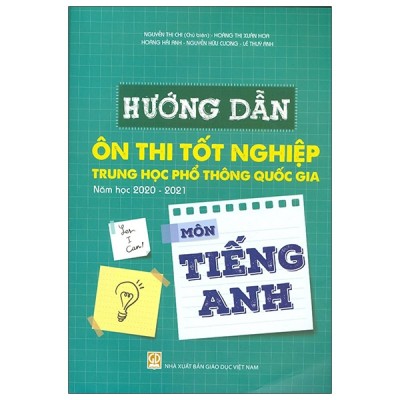 NGUYỄN THỊ CHI (Chủ biên) - HOÀNG THỊ XUÂN HOA
HOÀNG HẢI ANH - NGUYỄN HỮU CƯƠNG - LÊ THUỲ ANH
HƯỚNG DẪN
ÔN THI TỐT NGHIỆP
TRUNG HỌC PHỔ THÔNG QUỐC GIA
Năm học 2020 - 2021
Yes
I
Can!
MÔN
TIẾNG
ANH
NHÀ XUẤT BẢN GIÁO DỤC VIỆT NAM